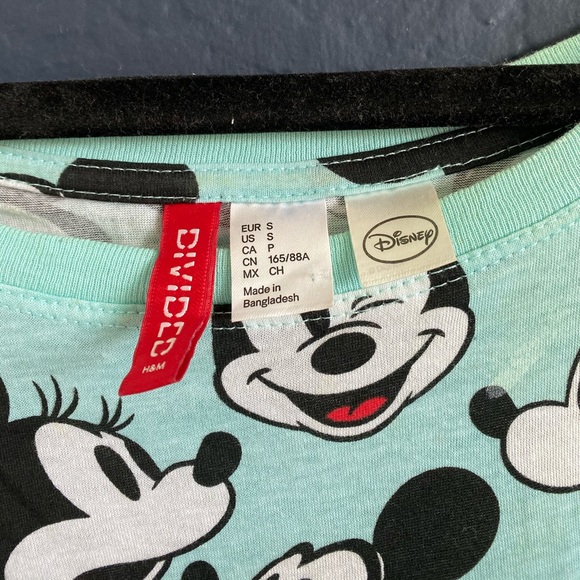 DIVIDED
H&M
EUR S
US S
CA P
CN 165/88A
MX CH
Made in
Bangladesh
Disney